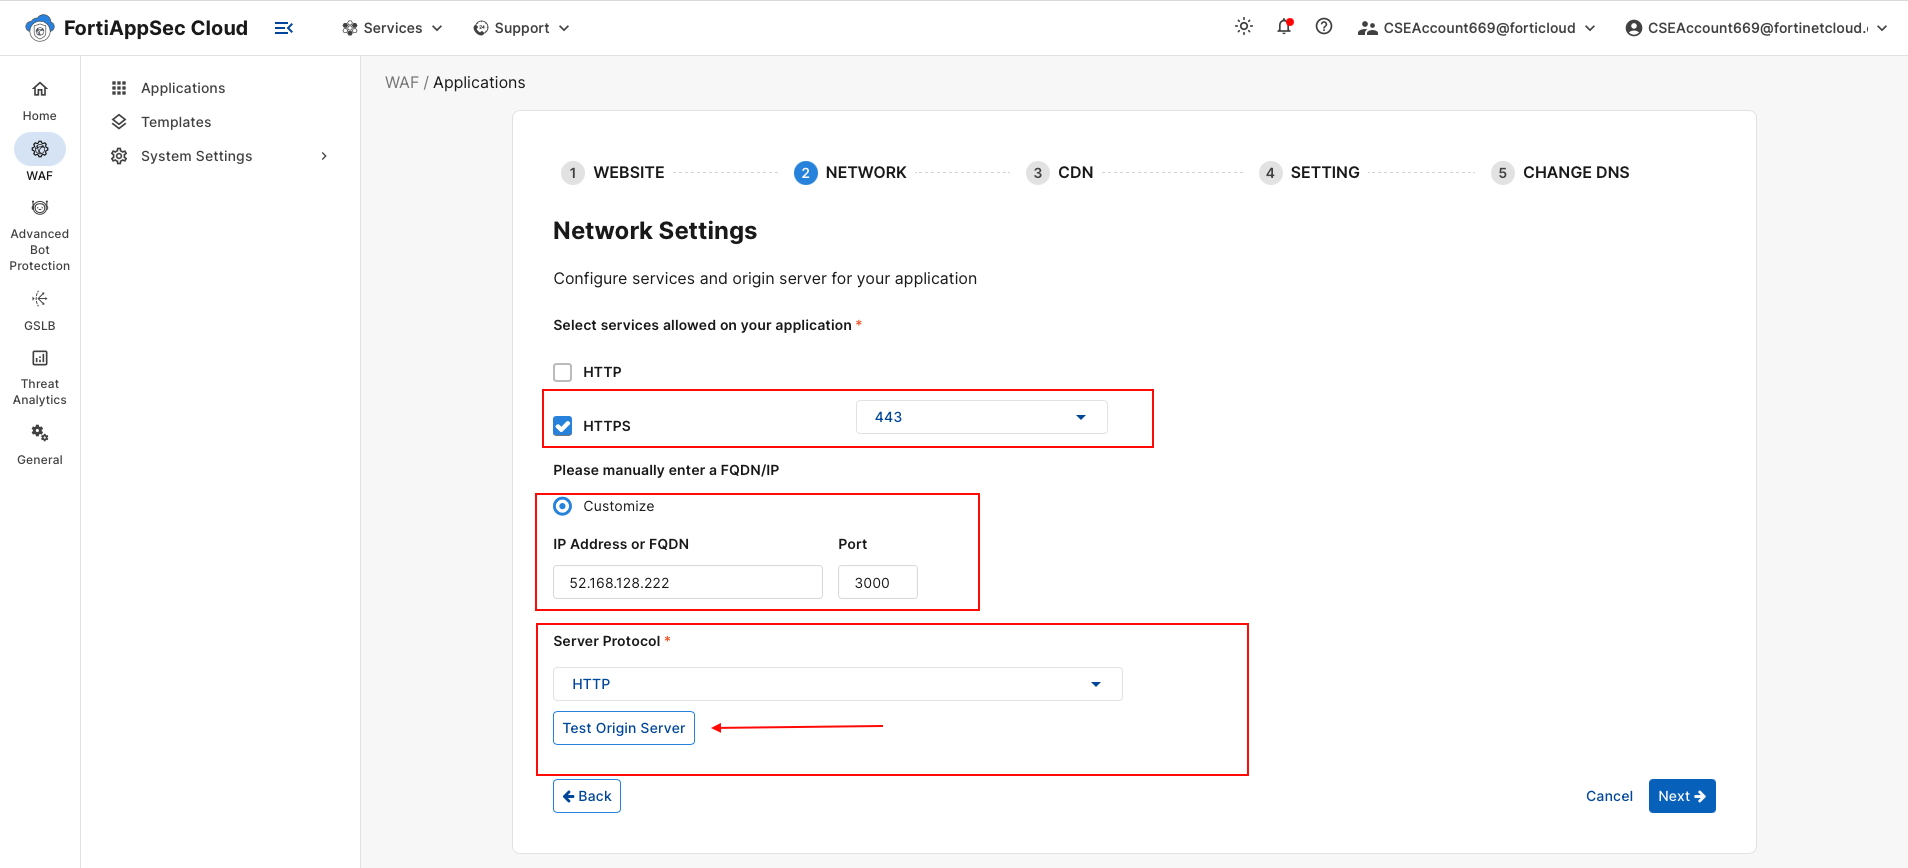 FortiAppSec Cloud
Services
Support
CSEAccount669@forticloud
CSEAccount669@fortinetcloud.
Home
WAF
Advanced
Bot
Protection
GSLB
Threat
Analytics
General
Applications
Templates
System Settings
WAF / Applications
1 WEBSITE
2 NETWORK
3 CDN
4 SETTING
5 CHANGE DNS
Network Settings
Configure services and origin server for your application
Select services allowed on your application *
HTTP
HTTPS
443
Please manually enter a FQDN/IP
Customize
IP Address or FQDN
Port
52.168.128.222
3000
Server Protocol *
HTTP
Test Origin Server
Back
Cancel
Next